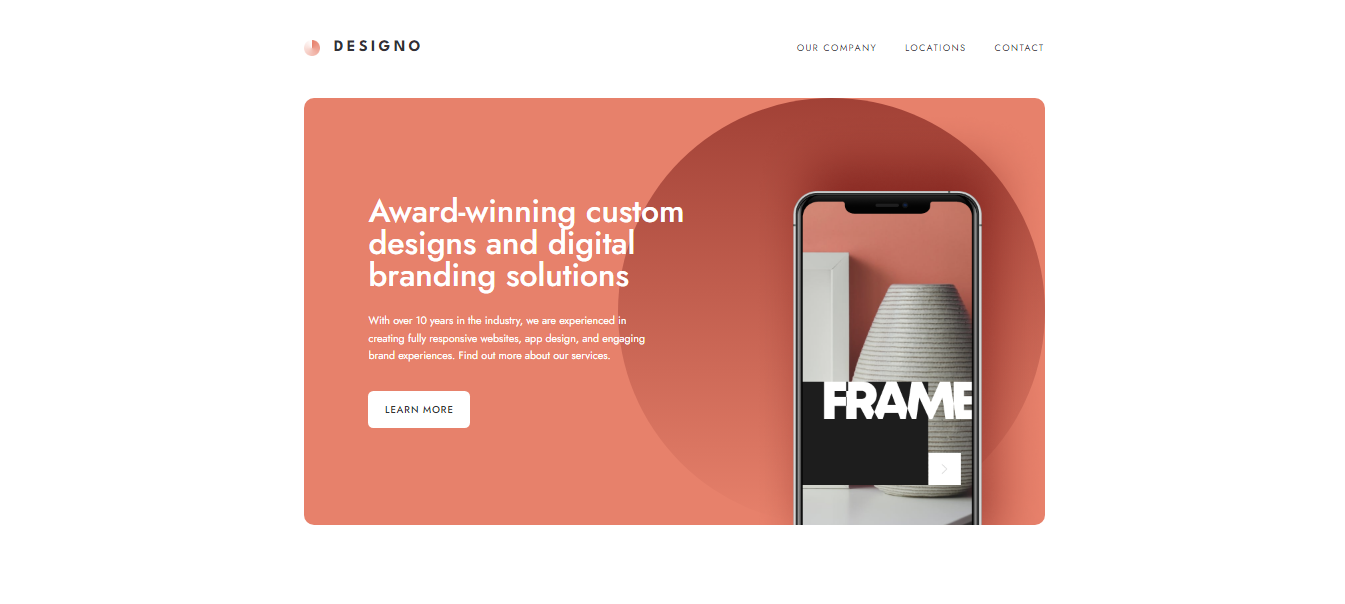 DESIGNO
OUR COMPANY
LOCATIONS
CONTACT
Award-winning custom
designs and digital
branding solutions
With over 10 years in the industry, we are experienced in
creating fully responsive websites, app design, and engaging
brand experiences. Find out more about our services.
LEARN MORE
FRAME